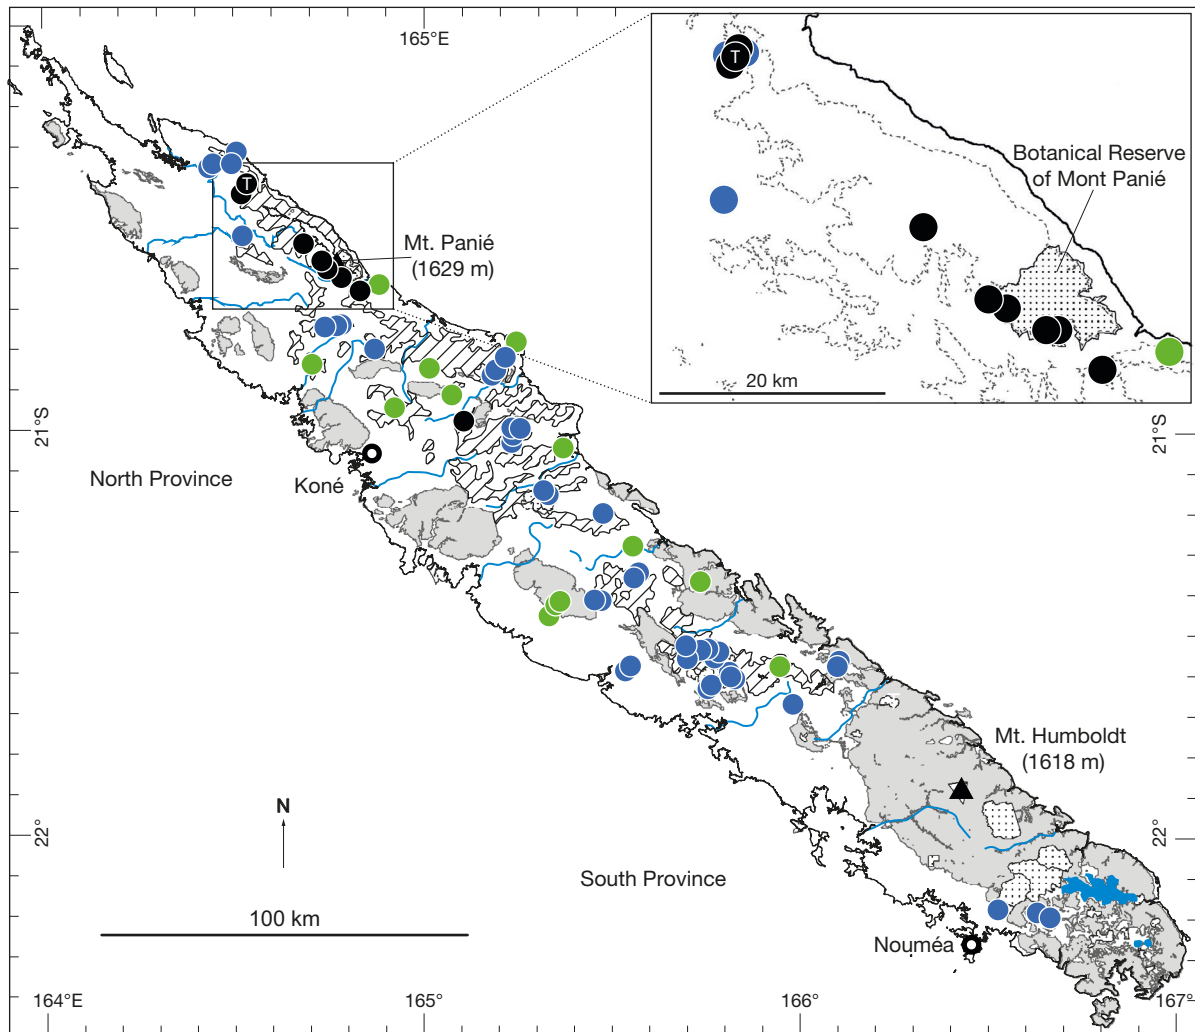 165°E
T
Botanical Reserve
of Mont Panié
20 km
T
Mt. Panié
(1629 m)
21°S
21°S
North Province
Koné
Mt. Humboldt
(1618 m)
N
22°
22°
South Province
100 km
Nouméa
164°E
165°
166°
167°